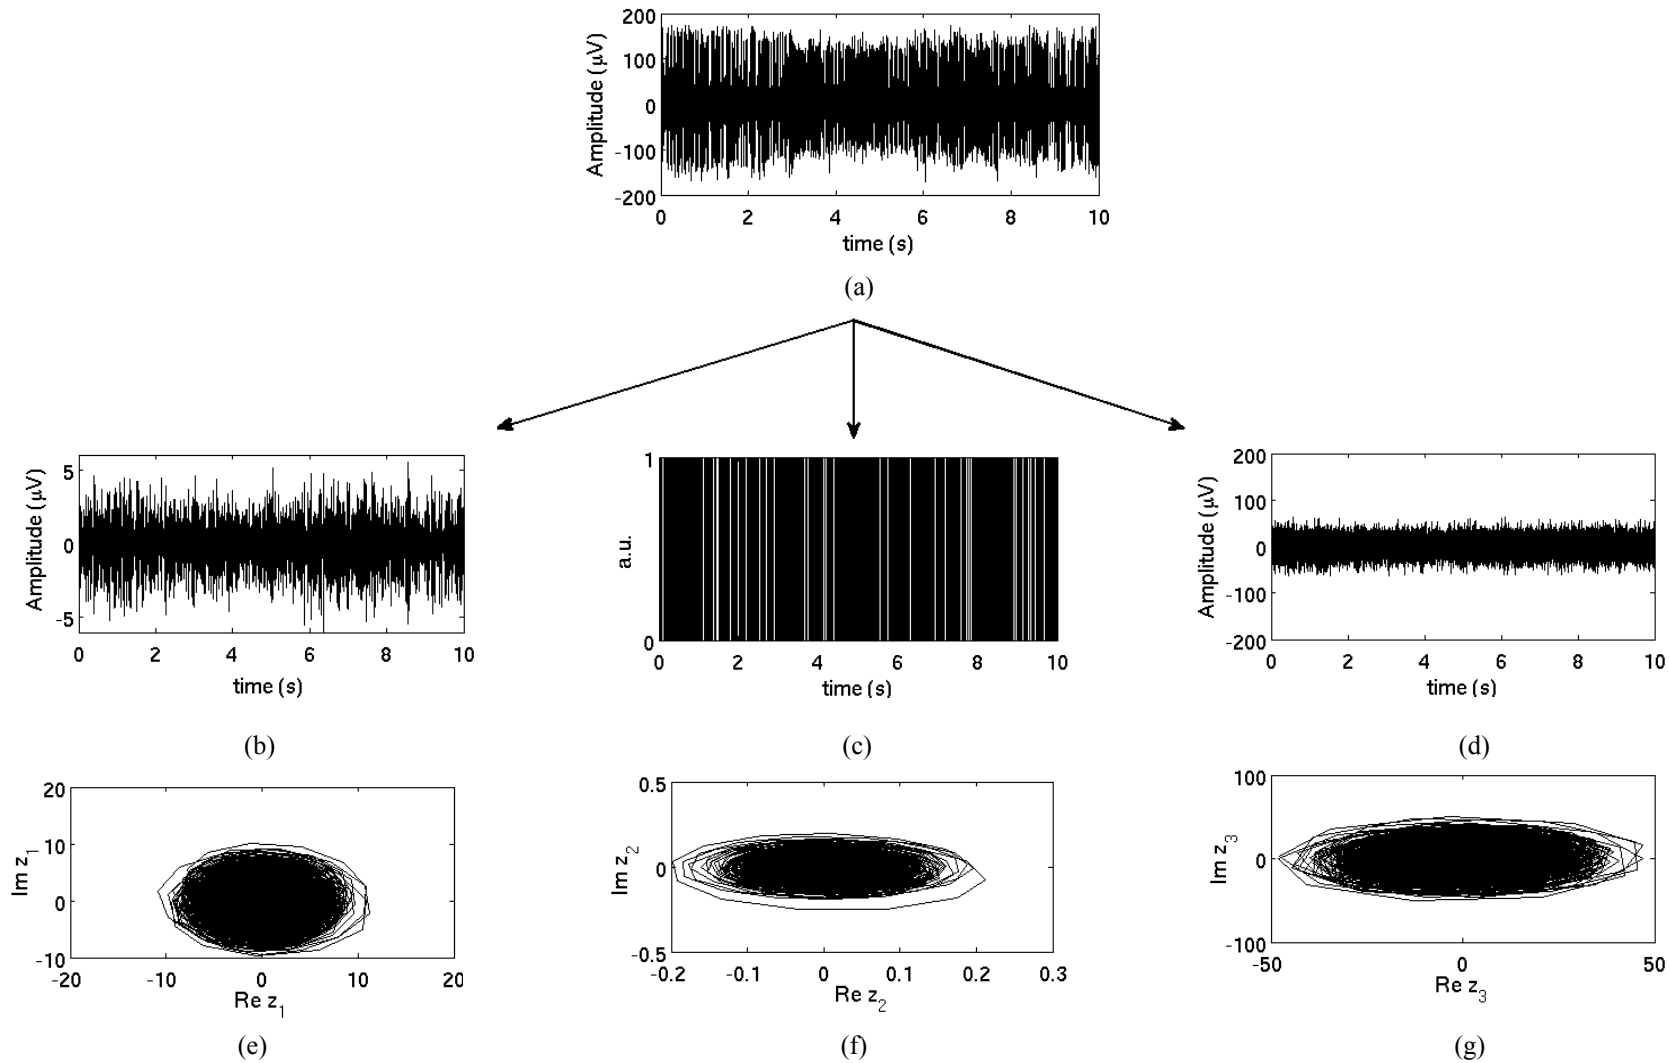 200
100
0
-100
-200
Amplitude (μV)
0 2 4 6 8 10
time (s)
(a)
5
0
-5
Amplitude (μV)
0 2 4 6 8 10
time (s)
(b)
1
0
a.u.
0 2 4 6 8 10
time (s)
(c)
200
100
0
-100
-200
Amplitude (μV)
0 2 4 6 8 10
time (s)
(d)
20
10
0
-10
Im z1
-20 -10 0 10 20
Re z1
(e)
0.5
0
-0.5
Im z2
-0.2 -0.1 0 0.1 0.2 0.3
Re z2
(f)
100
0
-100
Im z3
-50 0 50
Re z3
(g)